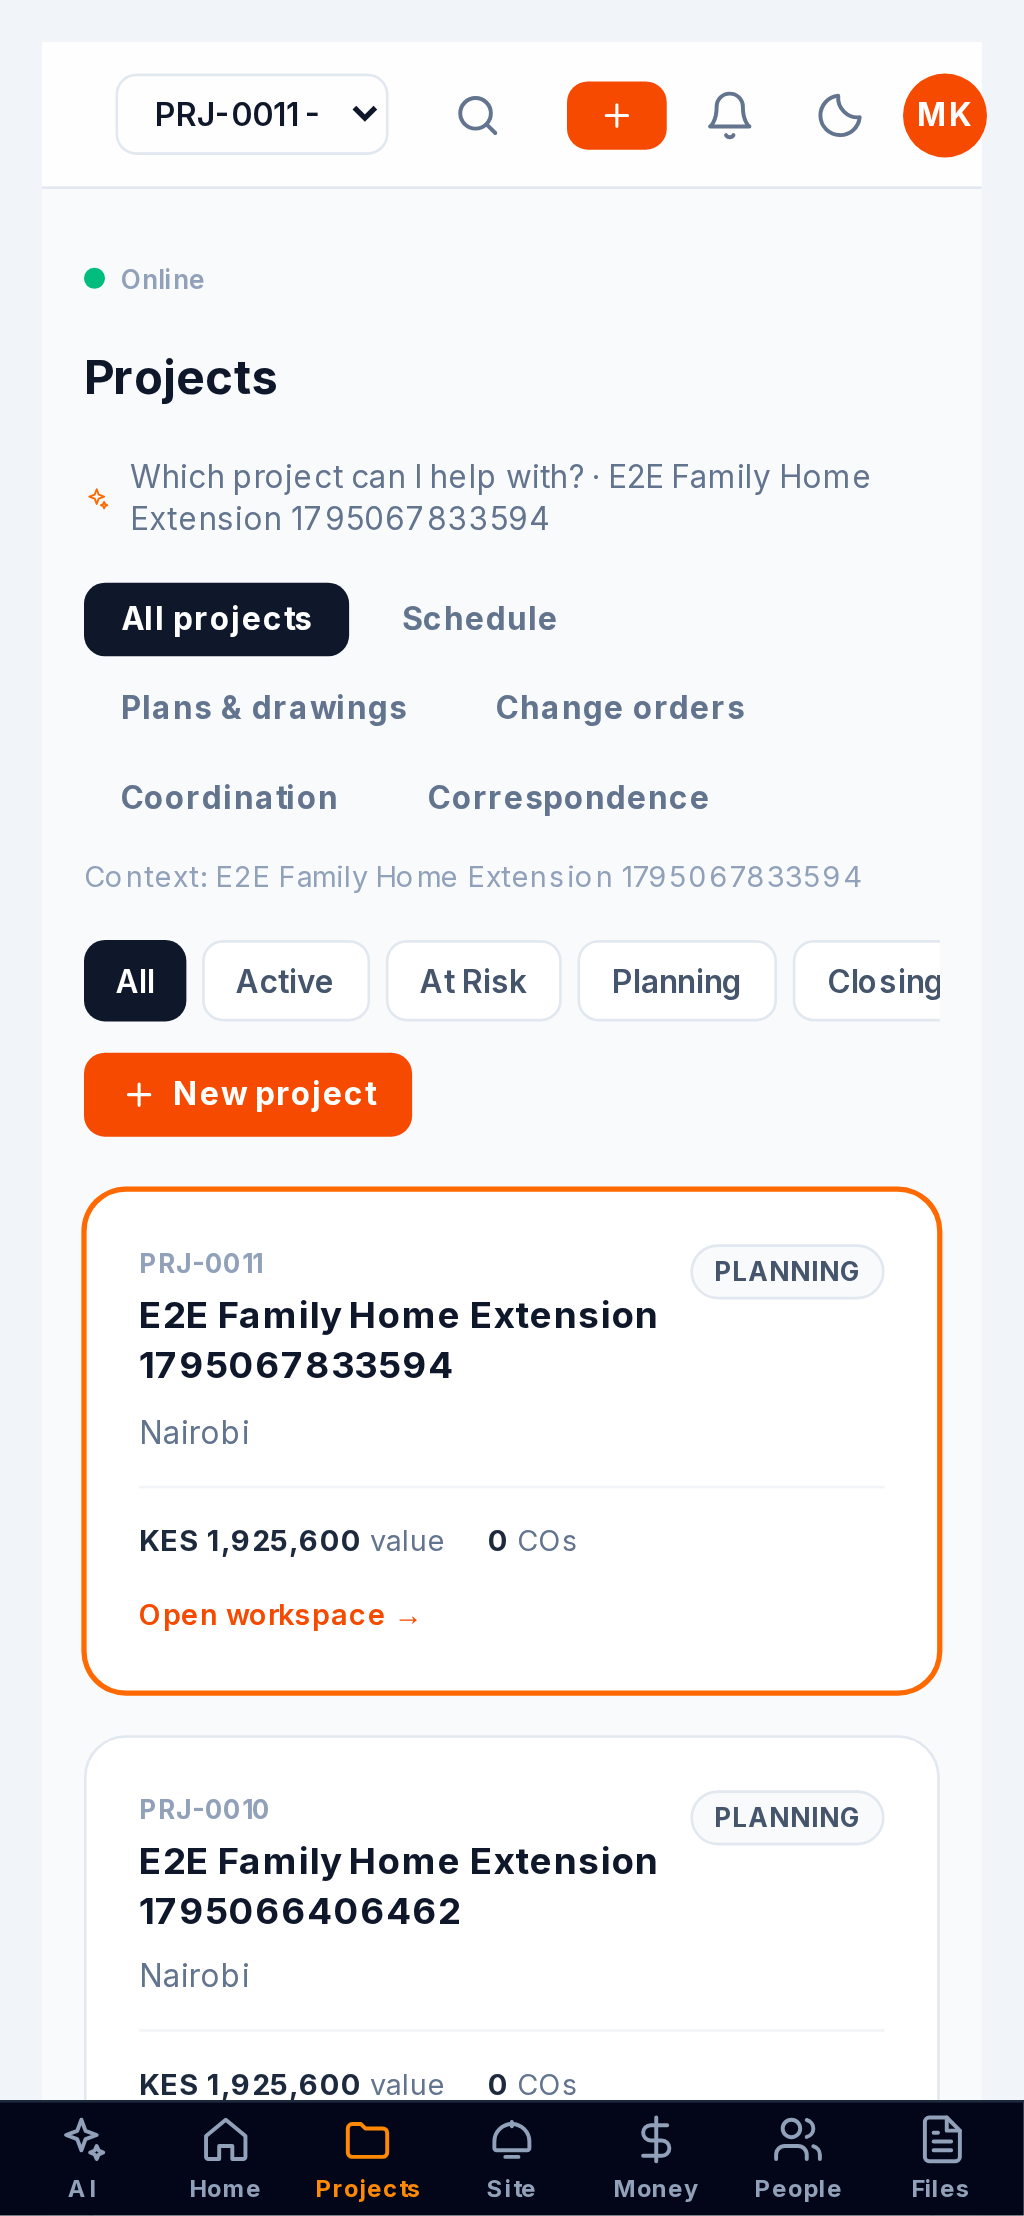 PRJ-0011 -
MK
Online
Projects
Which project can I help with? · E2E Family Home
Extension 1795067833594
All projects
Schedule
Plans & drawings
Change orders
Coordination
Correspondence
Context: E2E Family Home Extension 1795067833594
All
Active
At Risk
Planning
Closing
+ New project
PRJ-0011
PLANNING
E2E Family Home Extension
1795067833594
Nairobi
KES 1,925,600 value 0 COs
Open workspace →
PRJ-0010
PLANNING
E2E Family Home Extension
1795066406462
Nairobi
KES 1,925,600 value 0 COs
AI
Home
Projects
Site
Money
People
Files